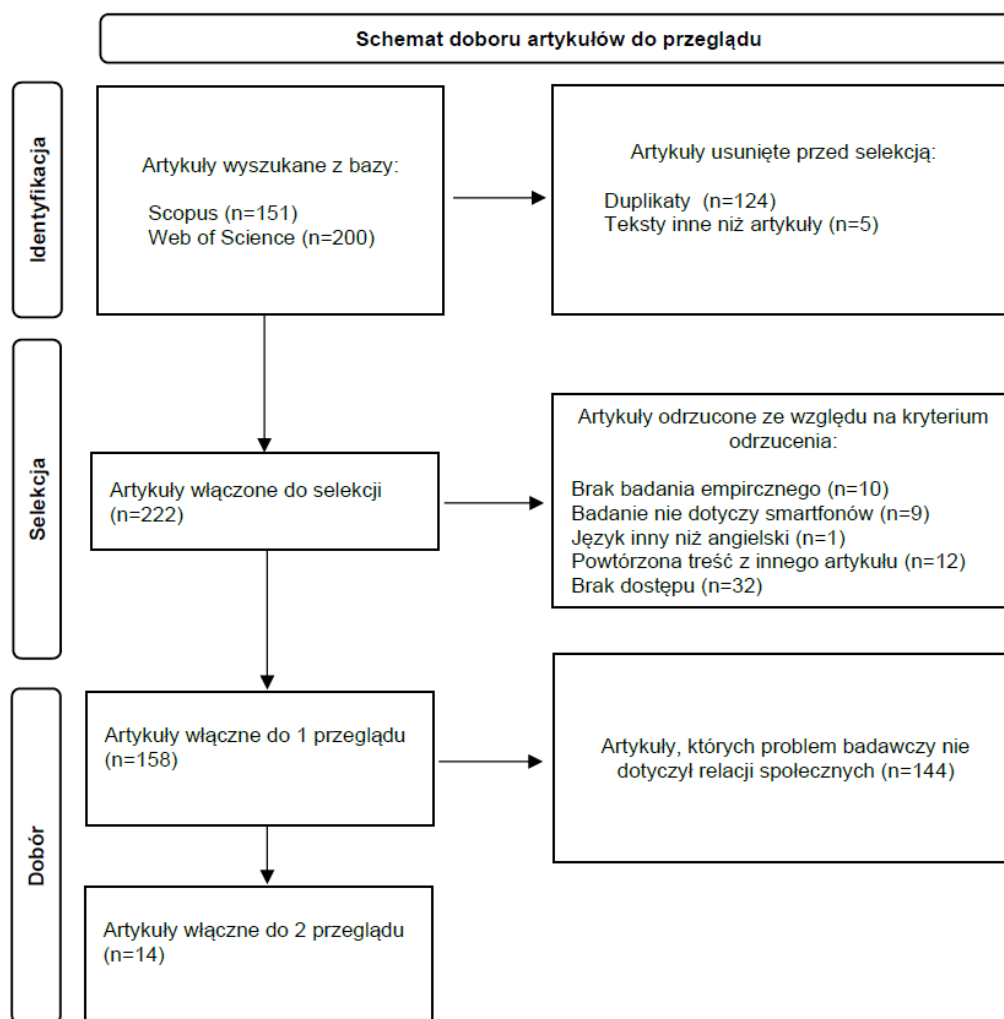 Schemat doboru artykułów do przeglądu
Identyfikacja
Artykuły wyszukane z bazy:
Scopus (n=151)
Web of Science (n=200)
Artykuły usunięte przed selekcją:
Duplikaty (n=124)
Teksty inne niż artykuły (n=5)
Selekcja
Artykuły włączone do selekcji
(n=222)
Artykuły odrzucone ze względu na kryterium
odrzucenia:
Brak badania empircznego (n=10)
Badanie nie dotyczy smartfonów (n=9)
Język inny niż angielski (n=1)
Powtórzona treść z innego artykułu (n=12)
Brak dostępu (n=32)
Dobór
Artykuły włączne do 1 przeglądu
(n=158)
Artykuły, których problem badawczy nie
dotyczył relacji społecznych (n=144)
Artykuły włączne do 2 przeglądu
(n=14)